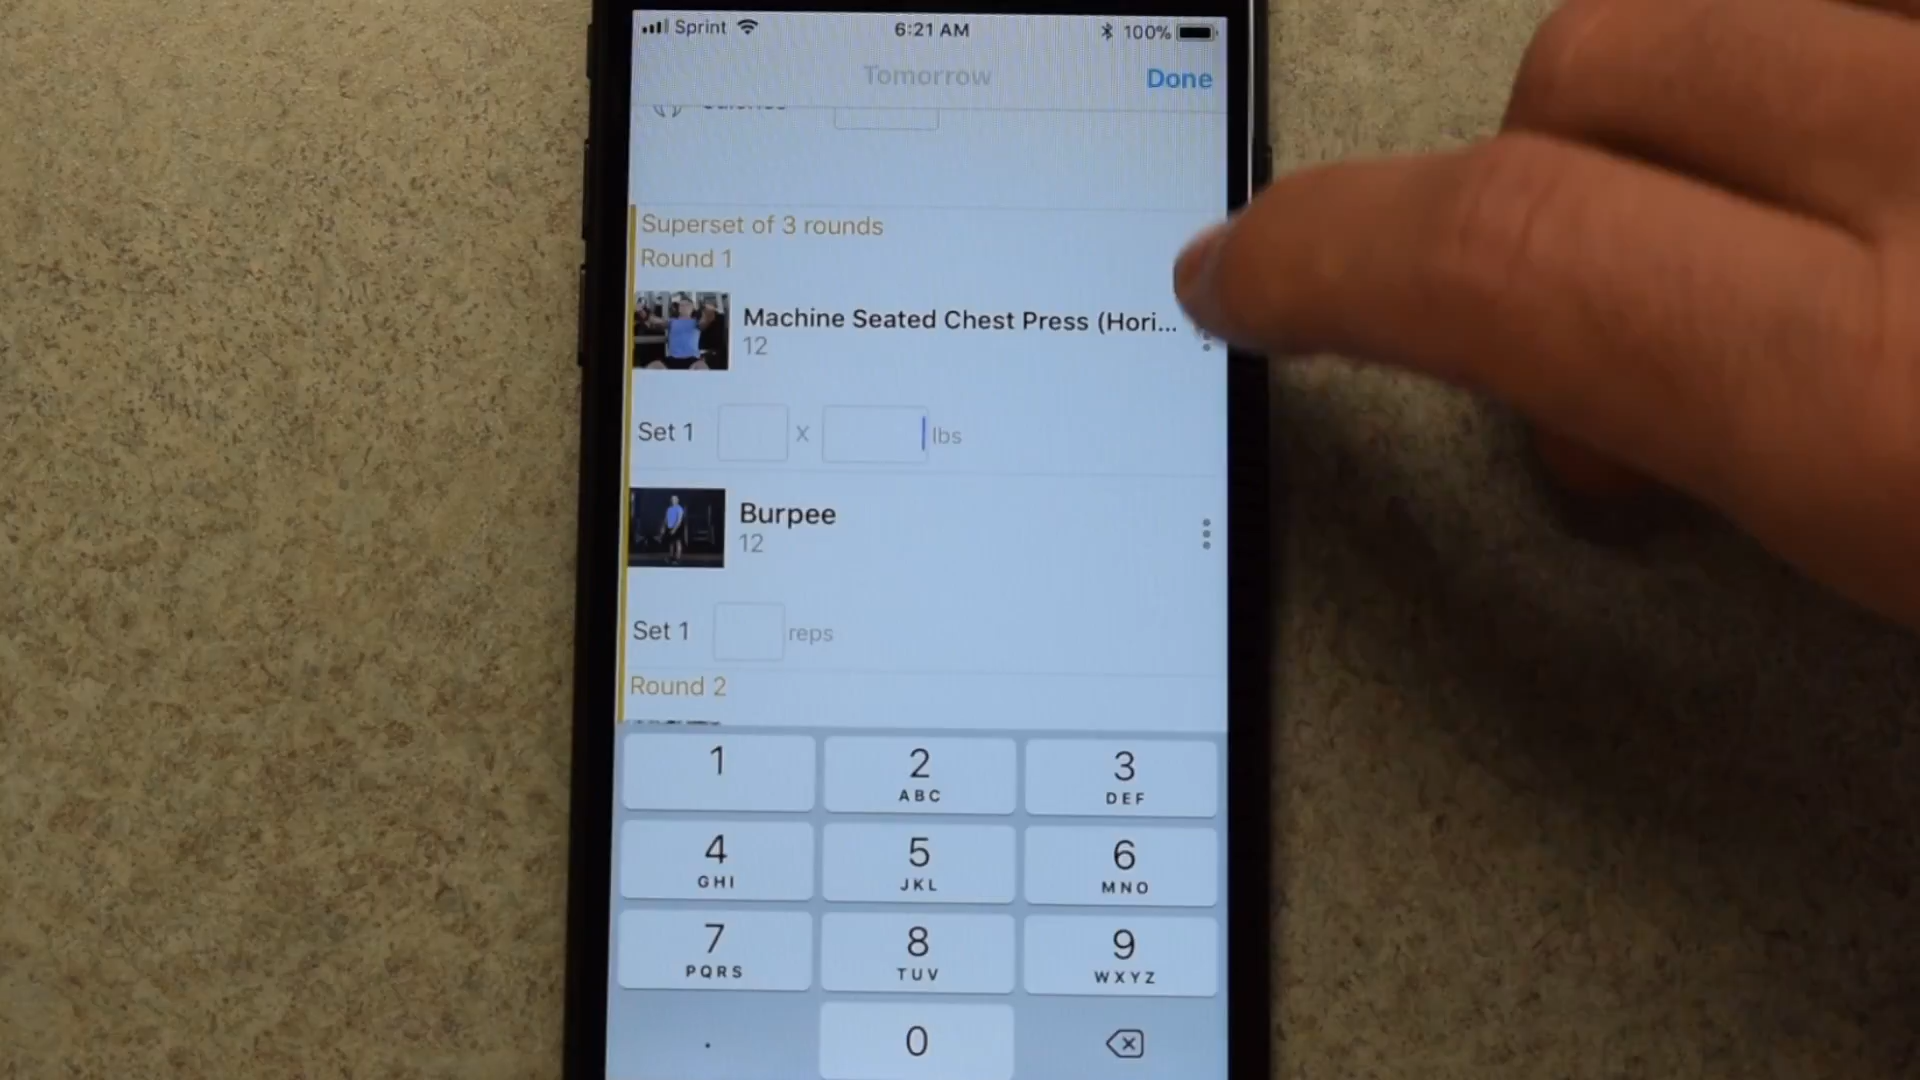 Sprint 6:21 AM 100%
Tomorrow Done
Superset of 3 rounds
Round 1
Machine Seated Chest Press (Hori...
12
Set 1 X lbs
Burpee
12
Set 1 reps
Round 2
1 2 ABC 3 DEF
4 GHI 5 JKL 6 MNO
7 PQRS 8 TUV 9 WXYZ
. 0